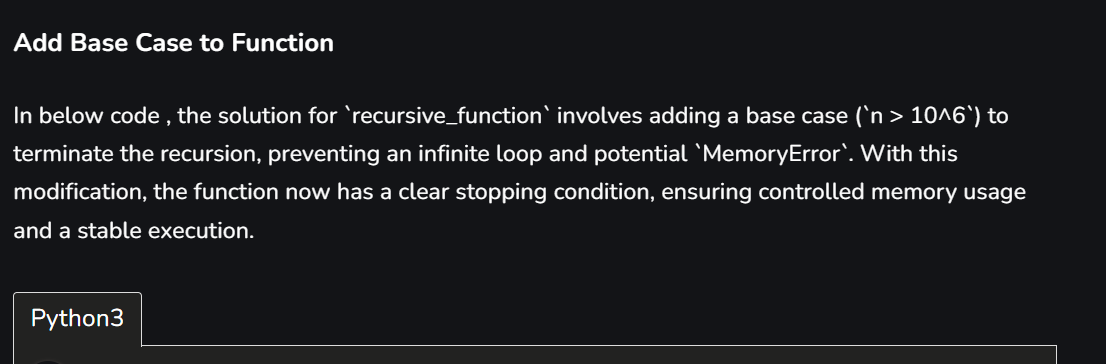 Add Base Case to Function
In below code , the solution for `recursive_function` involves adding a base case (`n > 10^6`) to
terminate the recursion, preventing an infinite loop and potential `MemoryError`. With this
modification, the function now has a clear stopping condition, ensuring controlled memory usage
and a stable execution.
Python3